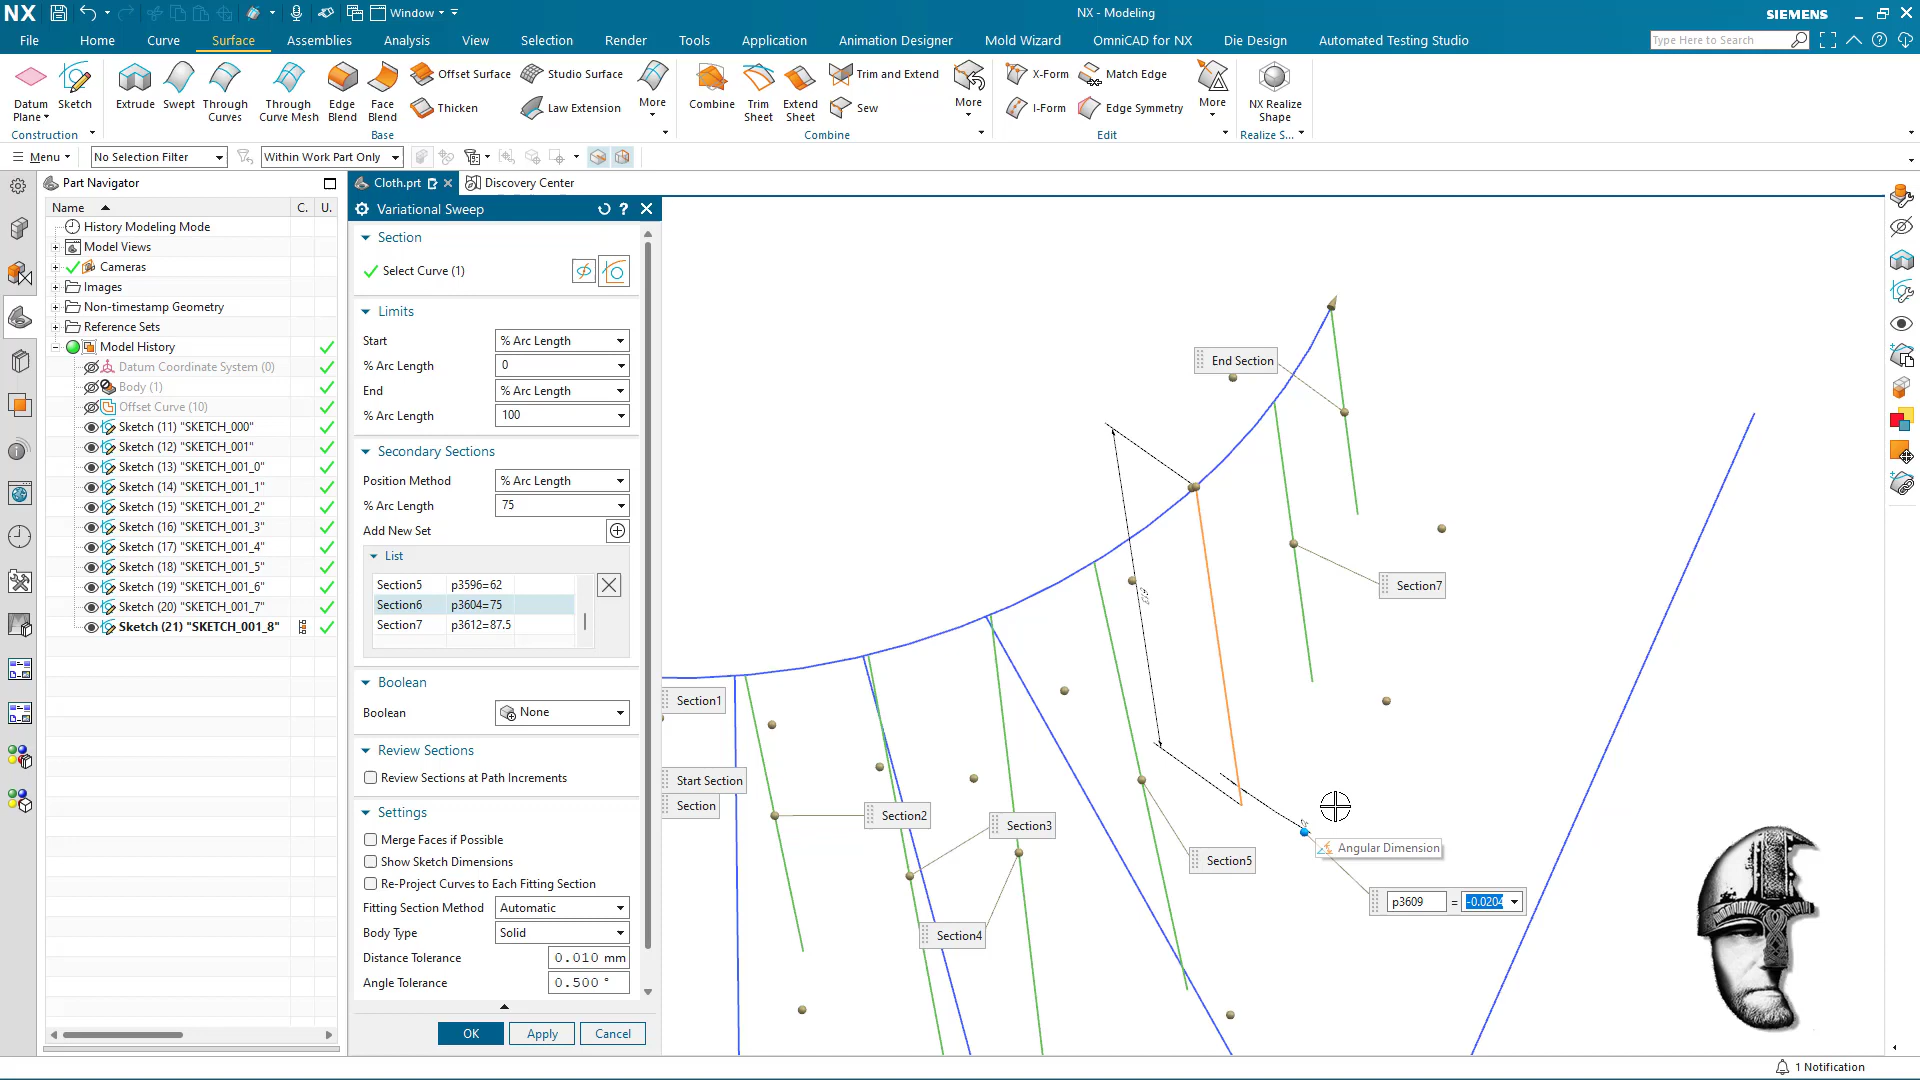 NX
Window
NX - Modeling
SIEMENS
File
Home
Curve
Surface
Assemblies
Analysis
View
Selection
Render
Tools
Application
Animation Designer
Mold Wizard
OmniCAD for NX
Die Design
Automated Testing Studio
Type Here to Search
Datum Plane
Sketch
Extrude
Swept
Through Curves
Through Curve Mesh
Edge Blend
Face Blend
Offset Surface
Thicken
Studio Surface
Law Extension
More
Combine
Trim Sheet
Extend Sheet
Trim and Extend
Sew
More
X-Form
I-Form
Match Edge
Edge Symmetry
More
NX Realize Shape
Construction
Base
Combine
Edit
Realize S...
Menu
No Selection Filter
Within Work Part Only
Part Navigator
Name
C.
U.
History Modeling Mode
Model Views
Cameras
Images
Non-timestamp Geometry
Reference Sets
Model History
Datum Coordinate System (0)
Body (1)
Offset Curve (10)
Sketch (11) "SKETCH_000"
Sketch (12) "SKETCH_001"
Sketch (13) "SKETCH_001_0"
Sketch (14) "SKETCH_001_1"
Sketch (15) "SKETCH_001_2"
Sketch (16) "SKETCH_001_3"
Sketch (17) "SKETCH_001_4"
Sketch (18) "SKETCH_001_5"
Sketch (19) "SKETCH_001_6"
Sketch (20) "SKETCH_001_7"
Sketch (21) "SKETCH_001_8"
Cloth.prt
Discovery Center
Variational Sweep
Section
Select Curve (1)
Limits
Start
% Arc Length
% Arc Length
0
End
% Arc Length
% Arc Length
100
Secondary Sections
Position Method
% Arc Length
% Arc Length
75
Add New Set
List
Section5 p3596=62
Section6 p3604=75
Section7 p3612=87.5
Boolean
Boolean
None
Review Sections
Review Sections at Path Increments
Settings
Merge Faces if Possible
Show Sketch Dimensions
Re-Project Curves to Each Fitting Section
Fitting Section Method
Automatic
Body Type
Solid
Distance Tolerance
0.010 mm
Angle Tolerance
0.500 °
OK
Apply
Cancel
End Section
Section7
Section1
Start Section
Section
Section2
Section3
Section4
Section5
Angular Dimension
p3609 = -0.0204
1 Notification